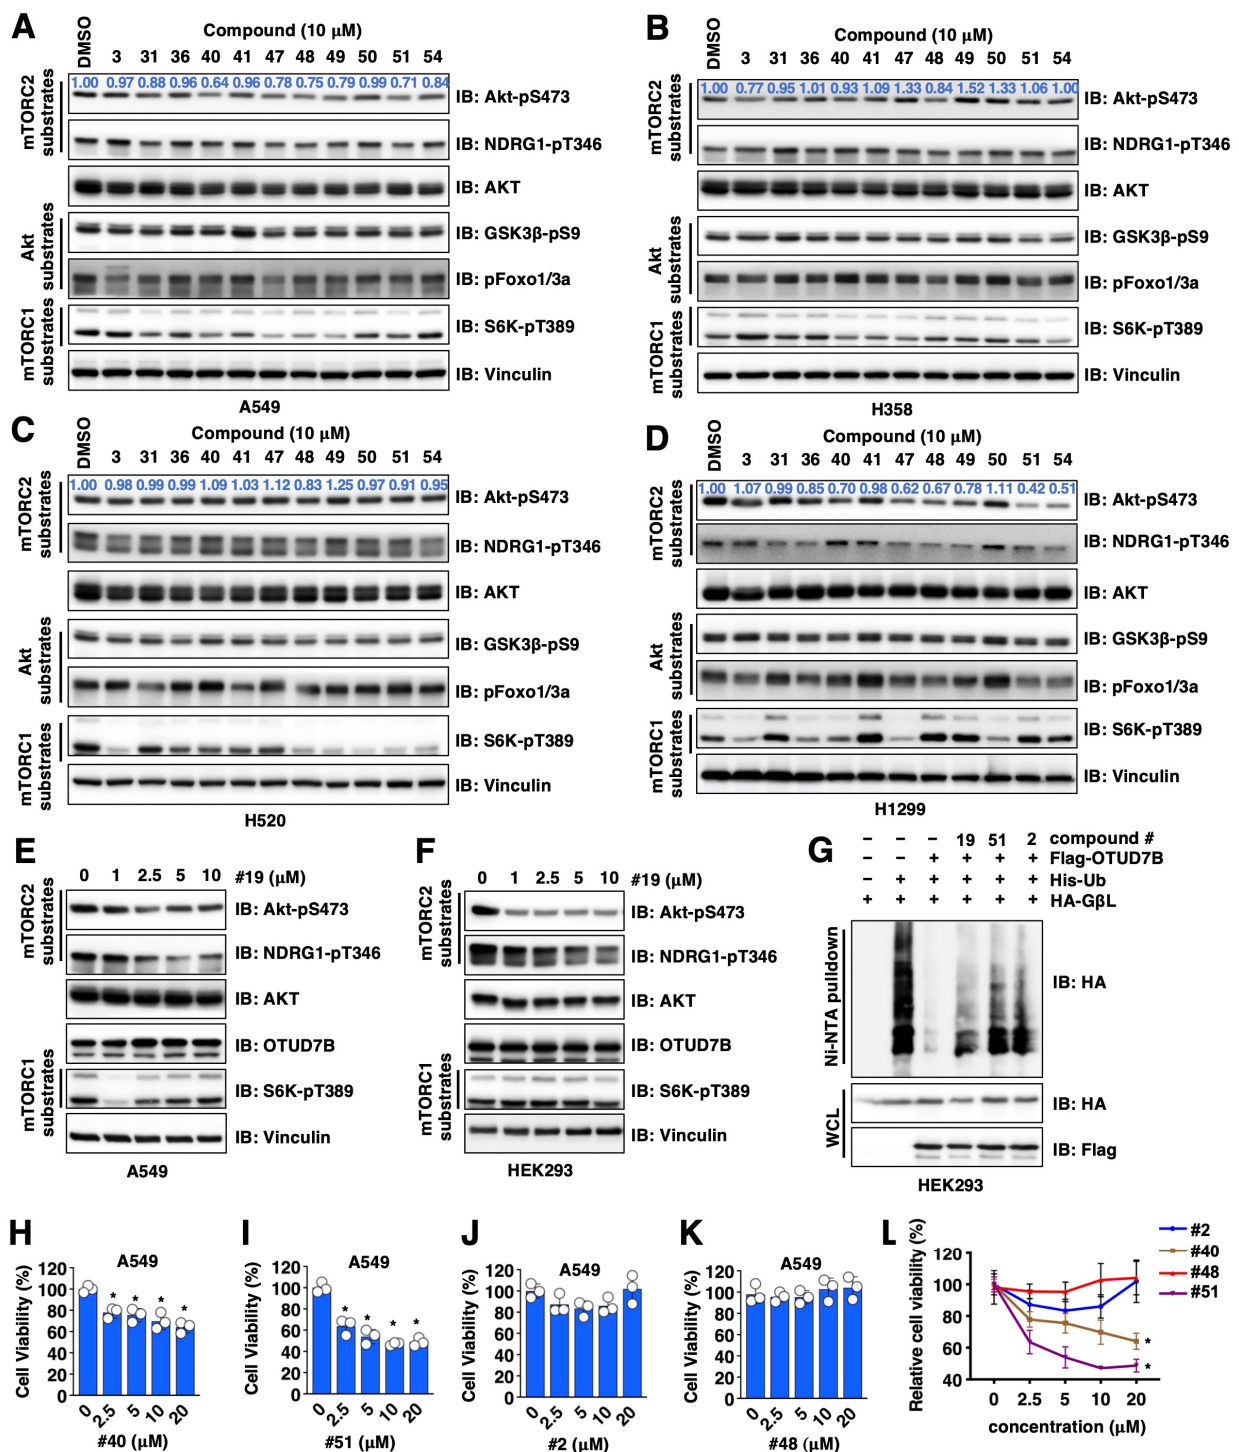 A
DMSO
Compound (10 µM)
3 31 36 40 41 47 48 49 50 51 54
mTORC2 substrates
1.00 0.97 0.88 0.96 0.64 0.96 0.78 0.75 0.79 0.99 0.71 0.84
IB: Akt-pS473
IB: NDRG1-pT346
IB: AKT
Akt substrates
IB: GSK3β-pS9
IB: pFoxo1/3a
mTORC1 substrates
IB: S6K-pT389
IB: Vinculin
A549
B
DMSO
Compound (10 µM)
3 31 36 40 41 47 48 49 50 51 54
mTORC2 substrates
1.00 0.77 0.95 1.01 0.93 1.09 1.33 0.84 1.52 1.33 1.06 1.00
IB: Akt-pS473
IB: NDRG1-pT346
IB: AKT
Akt substrates
IB: GSK3β-pS9
IB: pFoxo1/3a
mTORC1 substrates
IB: S6K-pT389
IB: Vinculin
H358
C
DMSO
Compound (10 µM)
3 31 36 40 41 47 48 49 50 51 54
mTORC2 substrates
1.00 0.98 0.99 0.99 1.09 1.03 1.12 0.83 1.25 0.97 0.91 0.95
IB: Akt-pS473
IB: NDRG1-pT346
IB: AKT
Akt substrates
IB: GSK3β-pS9
IB: pFoxo1/3a
mTORC1 substrates
IB: S6K-pT389
IB: Vinculin
H520
D
DMSO
Compound (10 µM)
3 31 36 40 41 47 48 49 50 51 54
mTORC2 substrates
1.00 1.07 0.99 0.85 0.70 0.98 0.62 0.67 0.78 1.11 0.42 0.51
IB: Akt-pS473
IB: NDRG1-pT346
IB: AKT
Akt substrates
IB: GSK3β-pS9
IB: pFoxo1/3a
mTORC1 substrates
IB: S6K-pT389
IB: Vinculin
H1299
E
0 1 2.5 5 10 #19 (µM)
mTORC2 substrates
IB: Akt-pS473
IB: NDRG1-pT346
IB: AKT
IB: OTUD7B
mTORC1 substrates
IB: S6K-pT389
IB: Vinculin
A549
F
0 1 2.5 5 10 #19 (µM)
mTORC2 substrates
IB: Akt-pS473
IB: NDRG1-pT346
IB: AKT
IB: OTUD7B
mTORC1 substrates
IB: S6K-pT389
IB: Vinculin
HEK293
G
– – – 19 51 2 compound #
– – + + + + Flag-OTUD7B
– + + + + + His-Ub
+ + + + + + HA-GβL
Ni-NTA pulldown
IB: HA
WCL
IB: HA
IB: Flag
HEK293
H
A549
Cell Viability (%)
120
100
80
60
40
20
0
* * * *
0 2.5 5 10 20
#40 (µM)
I
A549
Cell Viability (%)
120
100
80
60
40
20
0
* * * *
0 2.5 5 10 20
#51 (µM)
J
A549
Cell Viability (%)
120
100
80
60
40
20
0
0 2.5 5 10 20
#2 (µM)
K
A549
Cell Viability (%)
120
100
80
60
40
20
0
0 2.5 5 10 20
#48 (µM)
L
Relative cell viability (%)
120
100
80
60
40
0 2.5 5 10 20
concentration (µM)
#2
#40
#48
#51
*
*